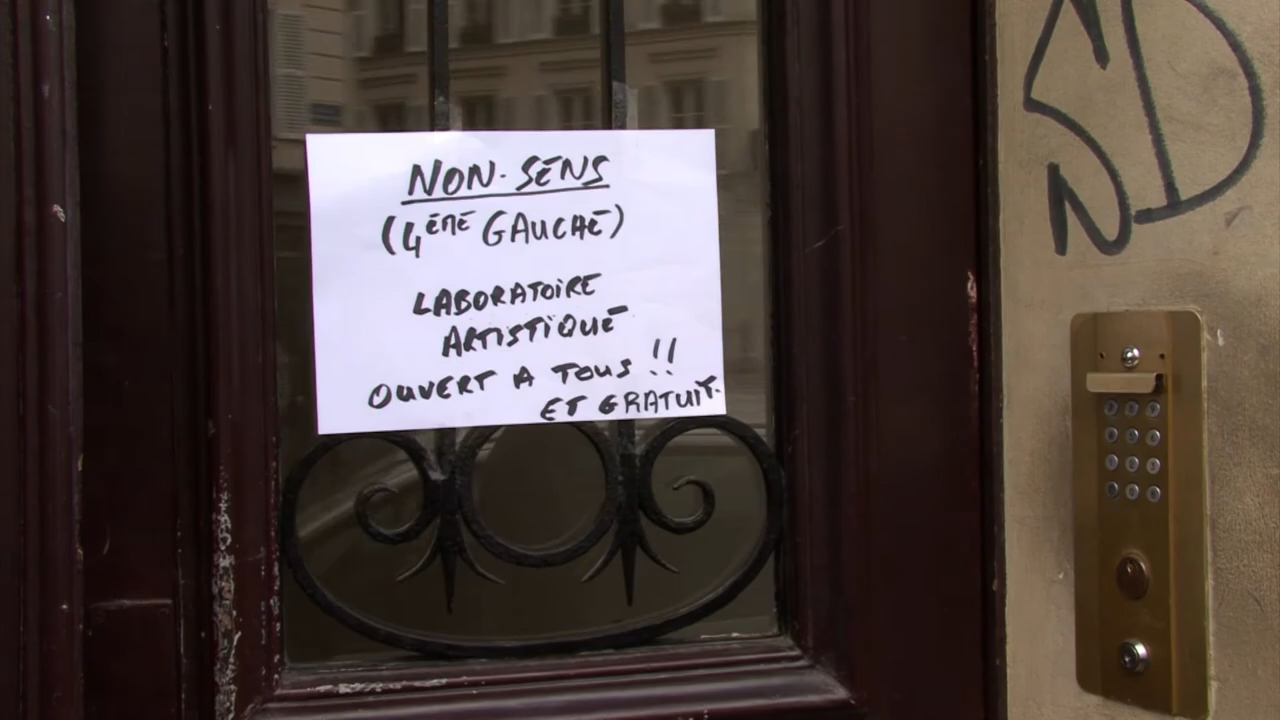 NON-SENS
(4ÈME GAUCHE)
LABORATOIRE
ARTISTIQUE
OUVERT A TOUS !!
ET GRATUIT.